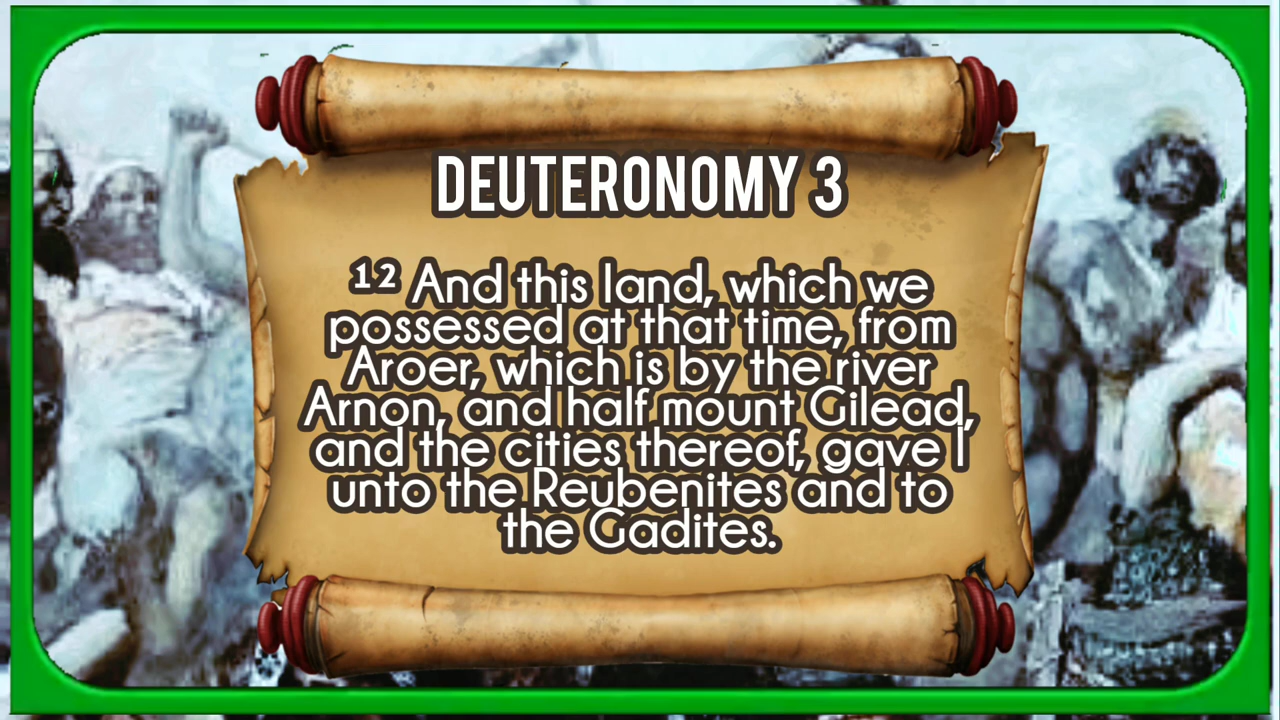 DEUTERONOMY 3
¹² And this land, which we
possessed at that time, from
Aroer, which is by the river
Arnon, and half mount Gilead,
and the cities thereof, gave I
unto the Reubenites and to
the Gadites.